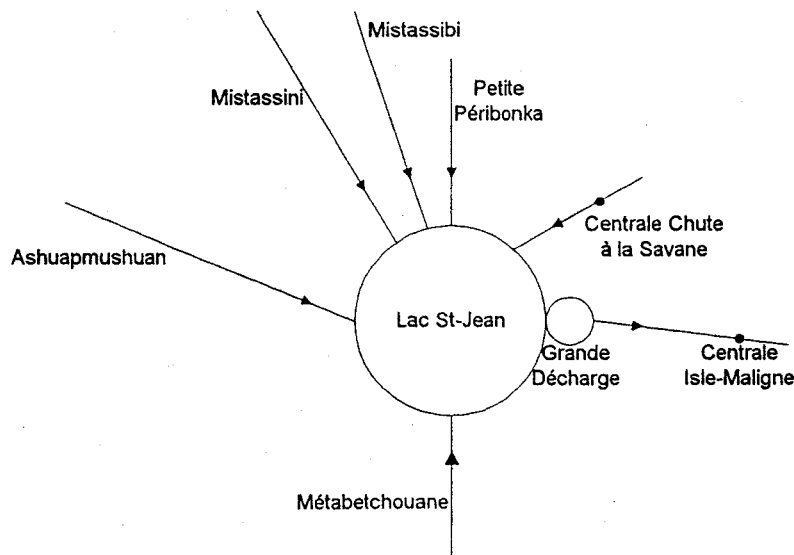 Mistassibi
Mistassini
Petite
Péribonka
Centrale Chute
à la Savane
Ashuapmushuan
Lac St-Jean
Grande
Décharge
Centrale
Isle-Maligne
Métabetchouane